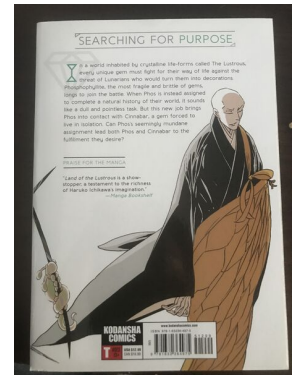 SEARCHING FOR PURPOSE
In a world inhabited by crystalline life-forms called The Lustrous,
every unique gem must fight for their way of life against the
threat of Lunarians who would turn them into decorations.
Phosphophyllite, the most fragile and brittle of gems,
longs to join the battle. When Phos is instead assigned
to complete a natural history of their world, it sounds
like a dull and pointless task. But this new job brings
Phos into contact with Cinnabar, a gem forced to
live in isolation. Can Phos's seemingly mundane
assignment lead both Phos and Cinnabar to the
fulfillment they desire?
PRAISE FOR THE MANGA
"Land of the Lustrous is a show-
stopper, a testament to the richness
of Haruko Ichikawa's imagination."
—Manga Bookshelf
KODANSHA
COMICS
T